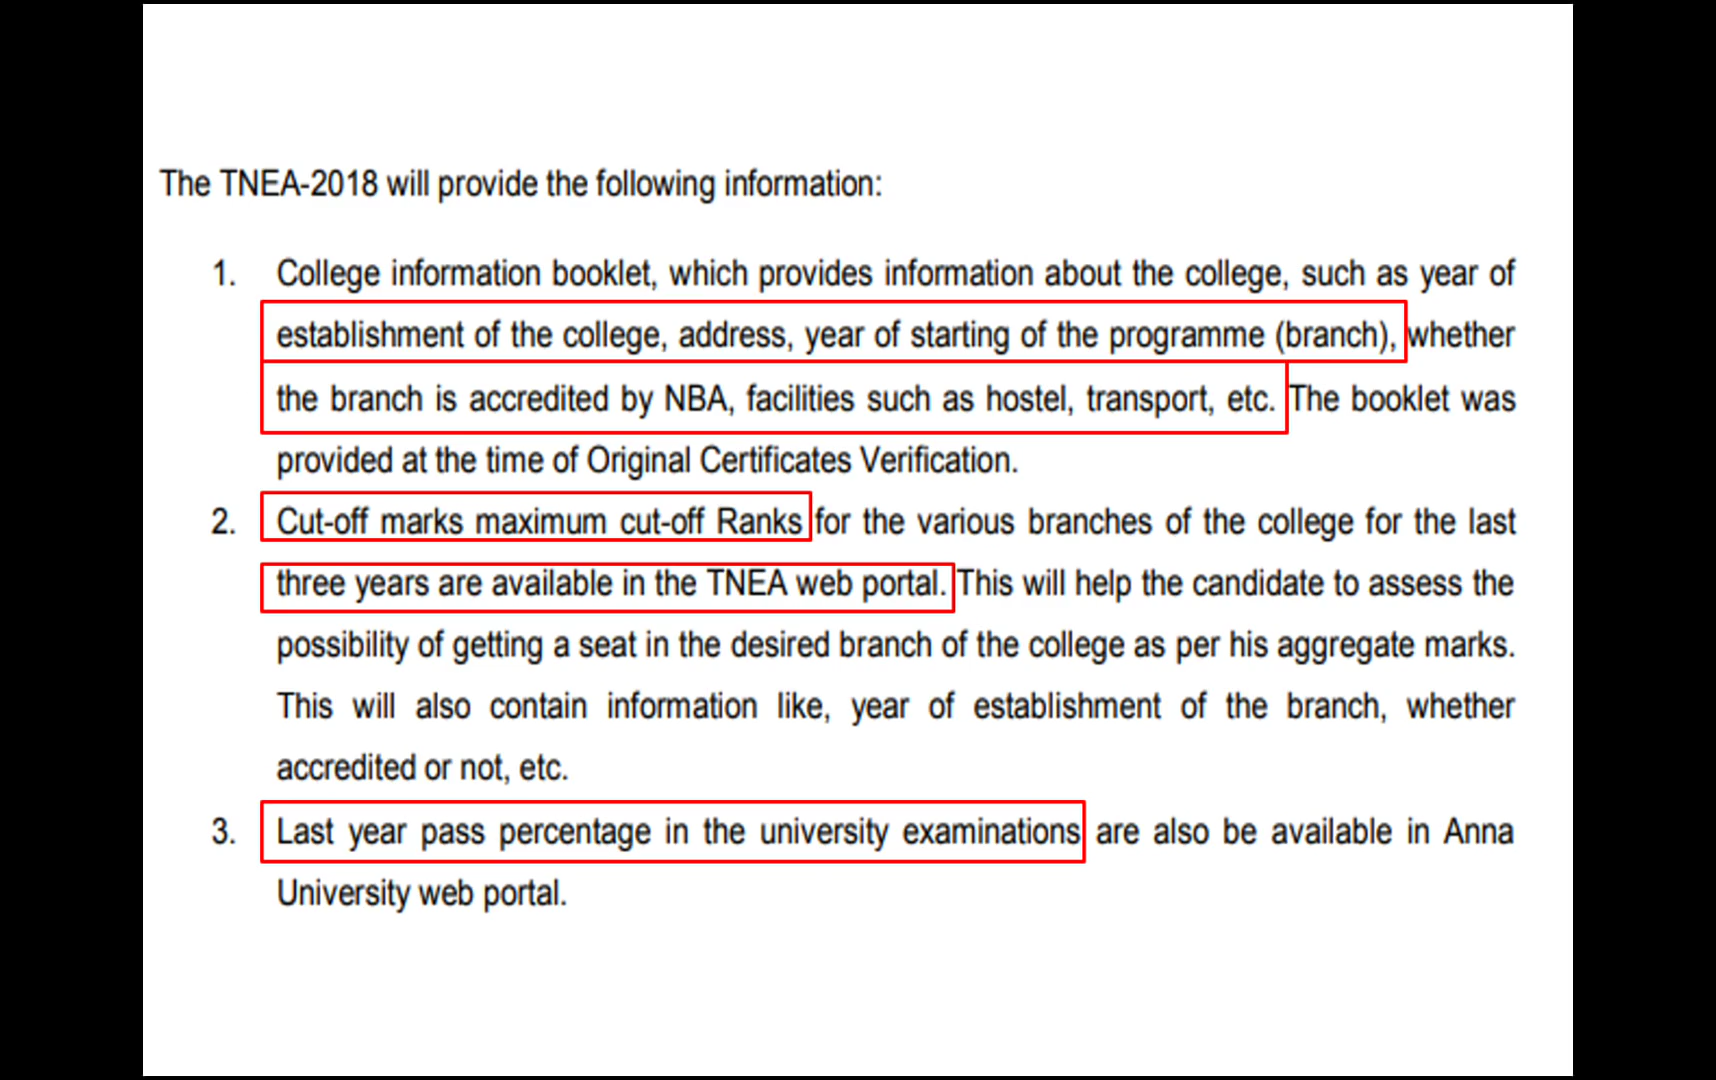 The TNEA-2018 will provide the following information:
1. College information booklet, which provides information about the college, such as year of
establishment of the college, address, year of starting of the programme (branch), whether
the branch is accredited by NBA, facilities such as hostel, transport, etc. The booklet was
provided at the time of Original Certificates Verification.
2. Cut-off marks maximum cut-off Ranks for the various branches of the college for the last
three years are available in the TNEA web portal. This will help the candidate to assess the
possibility of getting a seat in the desired branch of the college as per his aggregate marks.
This will also contain information like, year of establishment of the branch, whether
accredited or not, etc.
3. Last year pass percentage in the university examinations are also be available in Anna
University web portal.